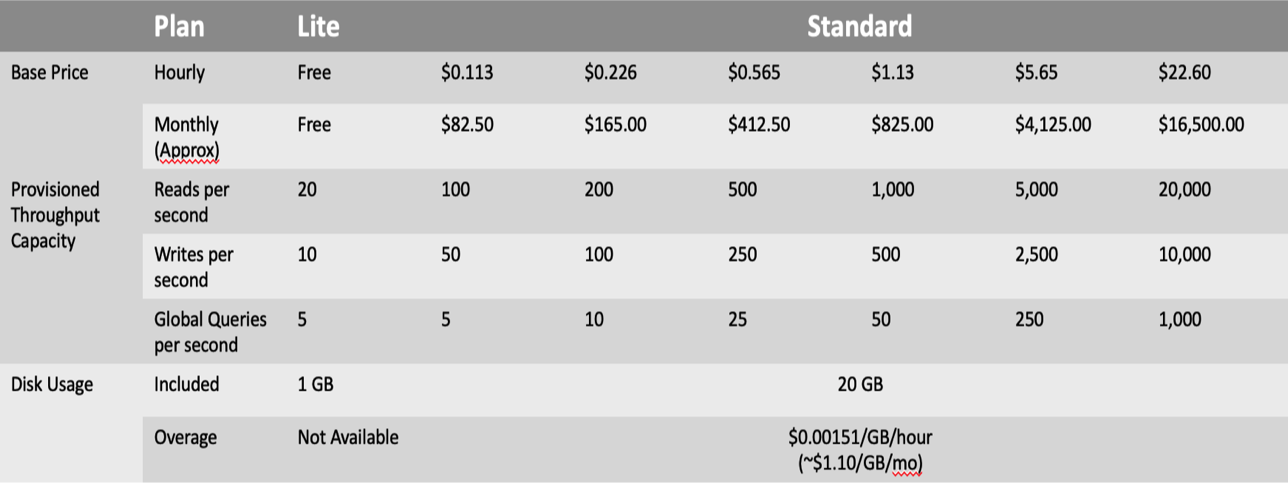 Plan Lite Standard
Base Price Hourly Free $0.113 $0.226 $0.565 $1.13 $5.65 $22.60
Monthly (Approx) Free $82.50 $165.00 $412.50 $825.00 $4,125.00 $16,500.00
Provisioned Throughput Capacity Reads per second 20 100 200 500 1,000 5,000 20,000
Writes per second 10 50 100 250 500 2,500 10,000
Global Queries per second 5 5 10 25 50 250 1,000
Disk Usage Included 1 GB 20 GB
Overage Not Available $0.00151/GB/hour
(~$1.10/GB/mo)